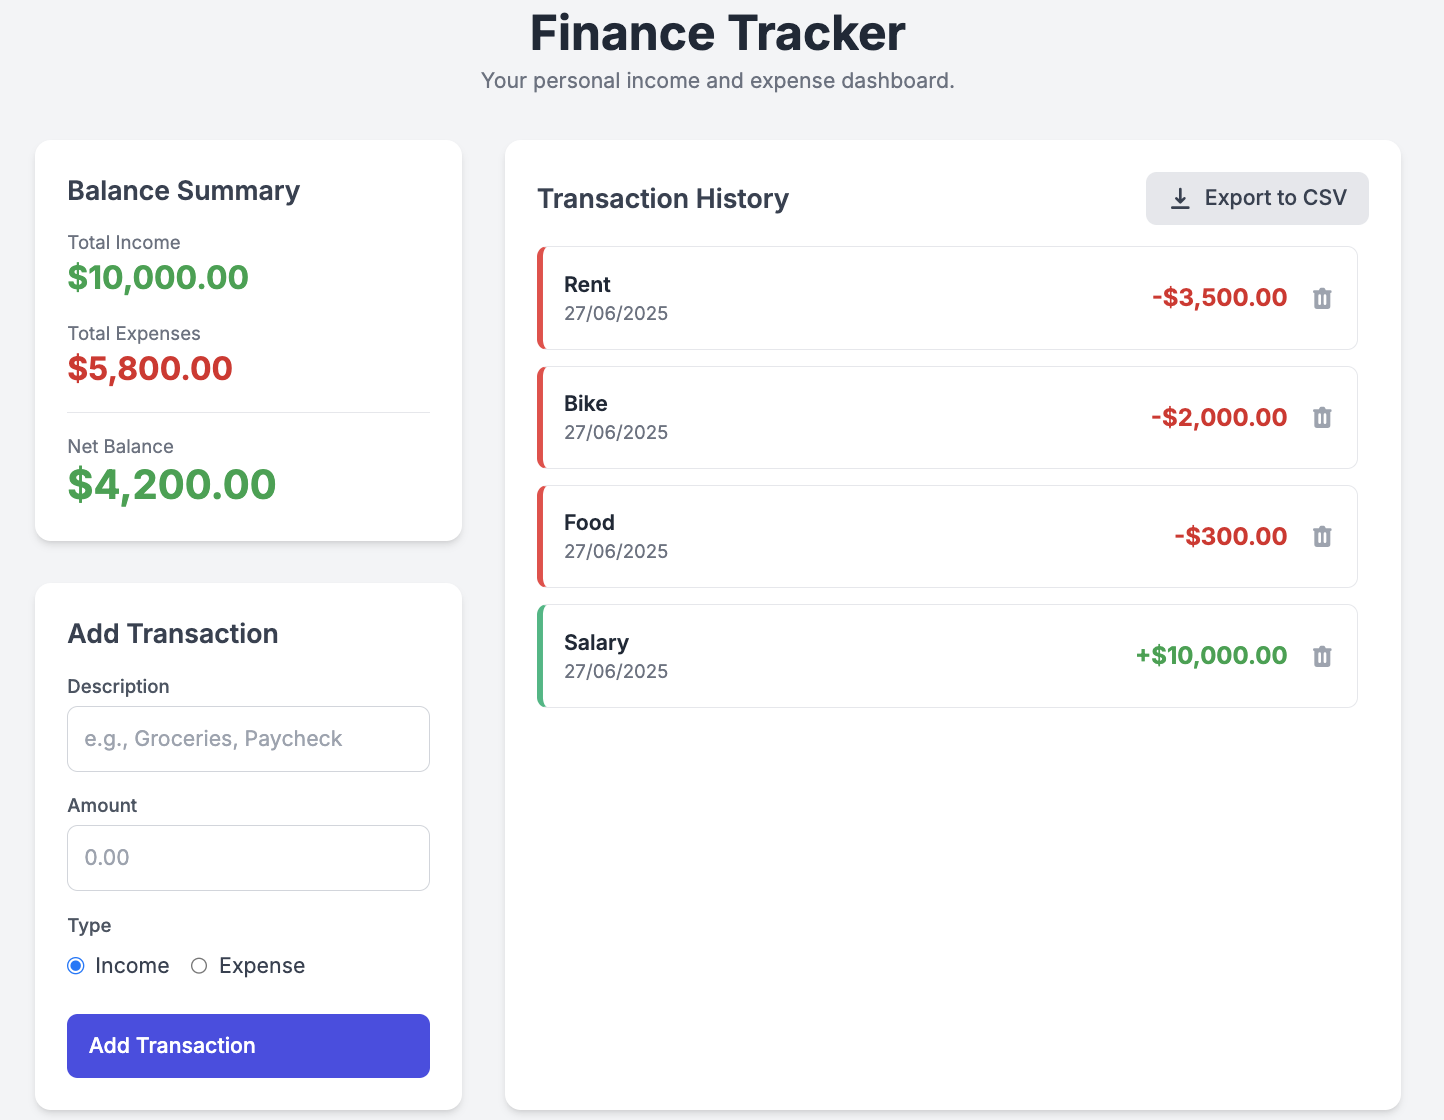 Finance Tracker
Your personal income and expense dashboard.
Balance Summary
Total Income
$10,000.00
Total Expenses
$5,800.00
Net Balance
$4,200.00
Add Transaction
Description
e.g., Groceries, Paycheck
Amount
0.00
Type
Income Expense
Add Transaction
Transaction History
Export to CSV
Rent
27/06/2025
-$3,500.00
Bike
27/06/2025
-$2,000.00
Food
27/06/2025
-$300.00
Salary
27/06/2025
+$10,000.00